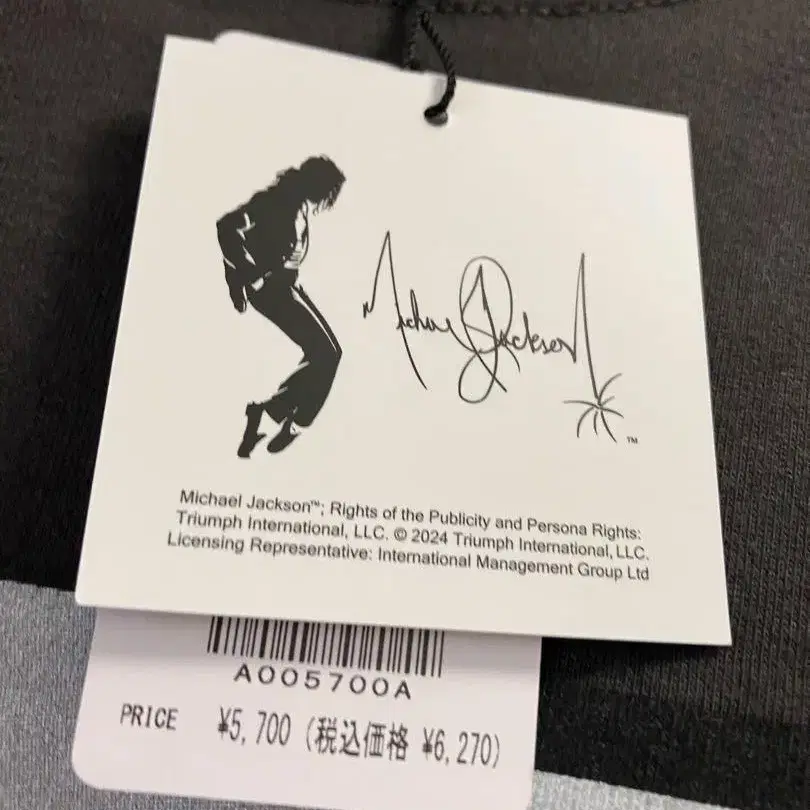 Michael Jackson
™
Michael Jackson™; Rights of the Publicity and Persona Rights:
Triumph International, LLC. © 2024 Triumph International, LLC.
Licensing Representative: International Management Group Ltd
A005700A
PRICE ¥5,700 (税込価格 ¥6,270)